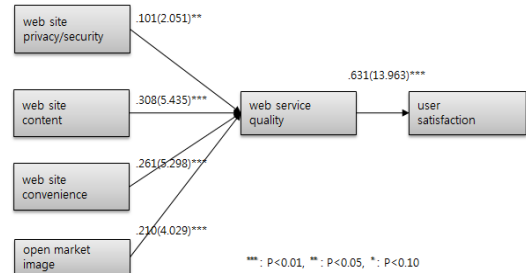 web site
privacy/security
.101(2.051)**
web site
content
.308(5.435)***
web site
convenience
.261(5.298)***
open market
image
.210(4.029)***
web service
quality
.631(13.963)***
user
satisfaction
***: P<0.01, **: P<0.05, *: P<0.10